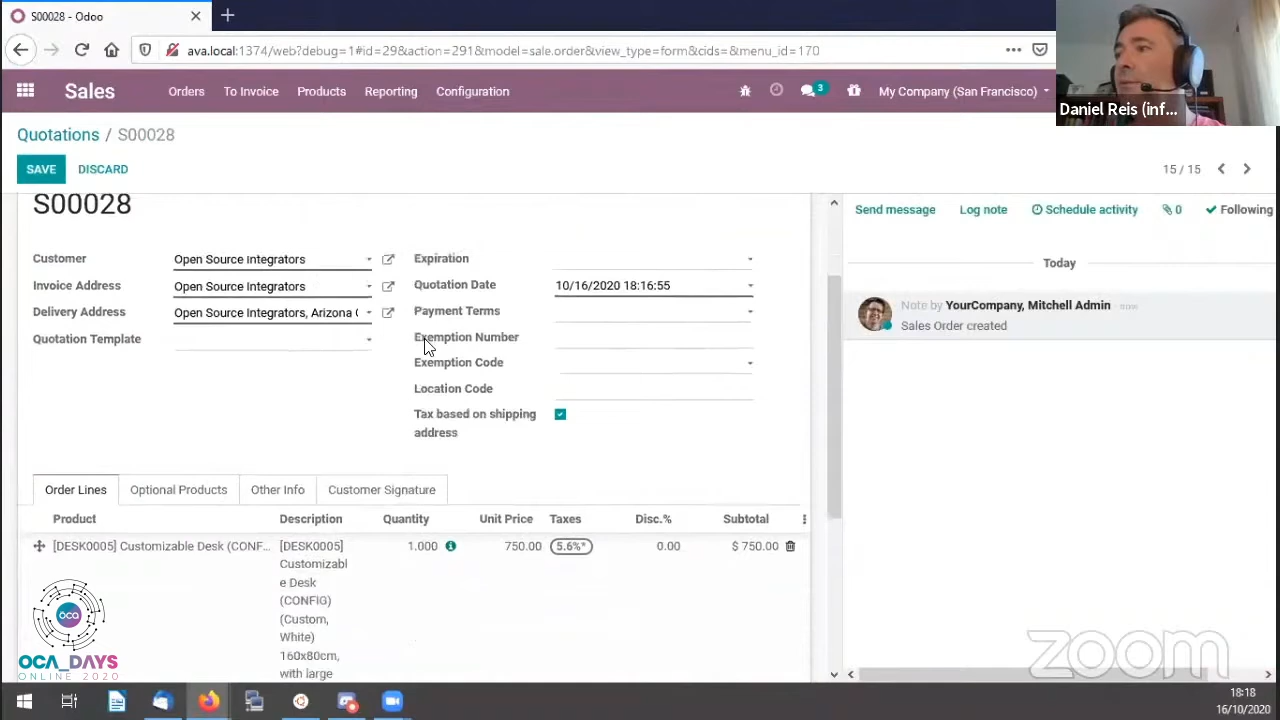 S00028 - Odoo
ava.local:1374/web?debug=1#id=29&action=291&model=sale.order&view_type=form&cids=&menu_id=170
Sales
Orders
To Invoice
Products
Reporting
Configuration
3
My Company (San Francisco)
Daniel Reis (inf...
Quotations / S00028
SAVE
DISCARD
15 / 15
S00028
Send message
Log note
Schedule activity
0
Following
Customer
Open Source Integrators
Invoice Address
Open Source Integrators
Delivery Address
Open Source Integrators, Arizona (
Quotation Template
Expiration
Quotation Date
10/16/2020 18:16:55
Payment Terms
Exemption Number
Exemption Code
Location Code
Tax based on shipping
address
Today
Note by YourCompany, Mitchell Admin - now
Sales Order created
Order Lines
Optional Products
Other Info
Customer Signature
Product
Description
Quantity
Unit Price
Taxes
Disc.%
Subtotal
[DESK0005] Customizable Desk (CONF...
[DESK0005]
Customizabl
e Desk
(CONFIG)
(Custom,
White)
160x80cm,
with large
1.000
750.00
5.6%*
0.00
$ 750.00
oca
OCA_DAYS
ONLINE 2020
zoom
18:18
16/10/2020